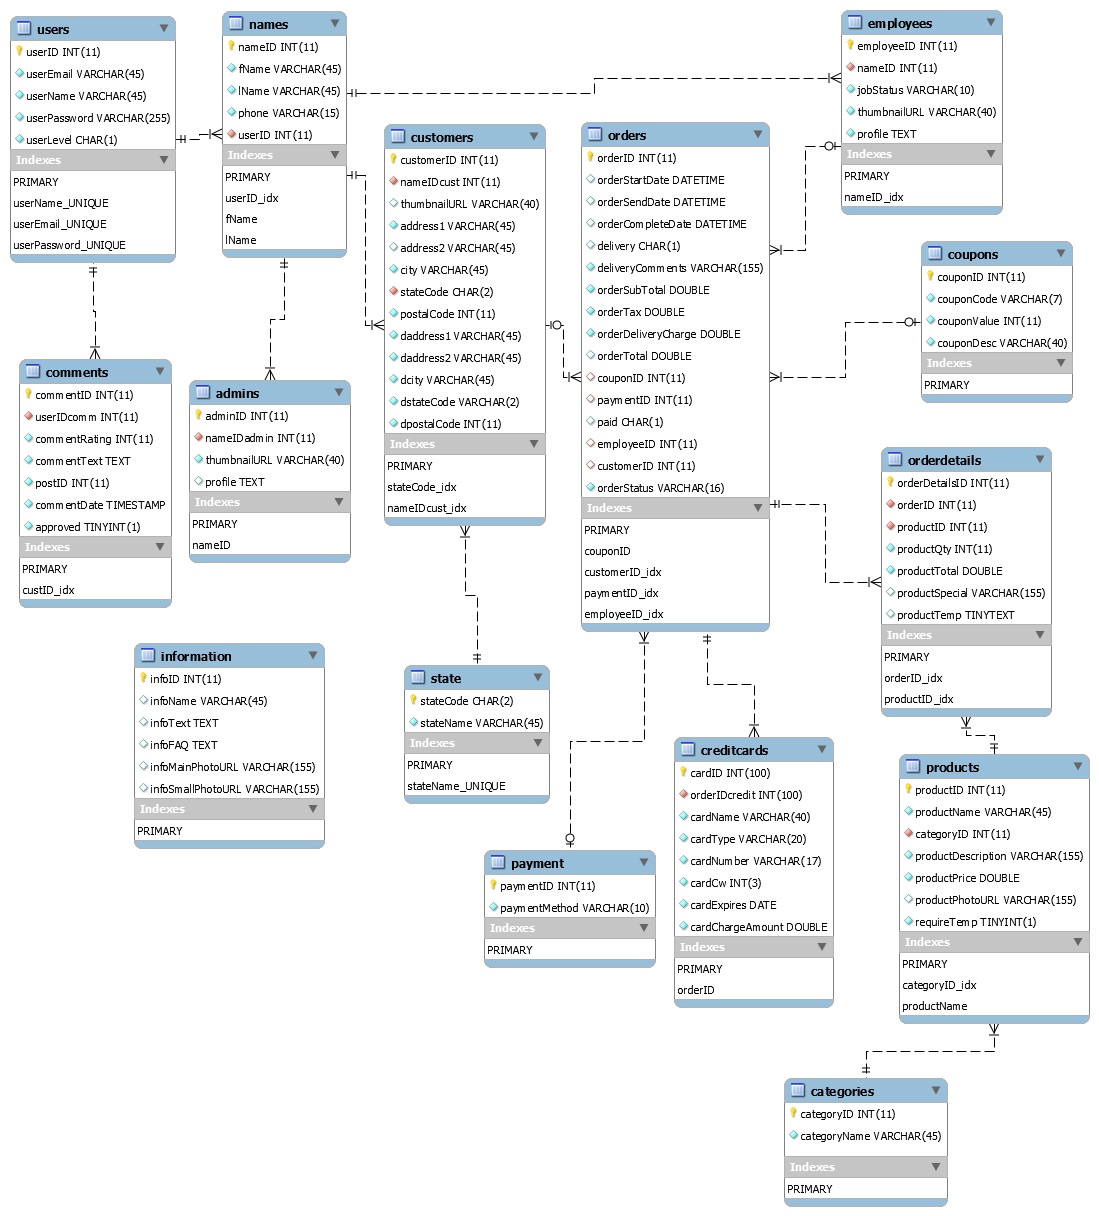 users
userID INT(11)
userEmail VARCHAR(45)
userName VARCHAR(45)
userPassword VARCHAR(255)
userLevel CHAR(1)
Indexes
PRIMARY
userName_UNIQUE
userEmail_UNIQUE
userPassword_UNIQUE
names
nameID INT(11)
fName VARCHAR(45)
lName VARCHAR(45)
phone VARCHAR(15)
userID INT(11)
Indexes
PRIMARY
userID_idx
fName
lName
employees
employeeID INT(11)
nameID INT(11)
jobStatus VARCHAR(10)
thumbnailURL VARCHAR(40)
profile TEXT
Indexes
PRIMARY
nameID_idx
customers
customerID INT(11)
nameIDcust INT(11)
thumbnailURL VARCHAR(40)
address1 VARCHAR(45)
address2 VARCHAR(45)
city VARCHAR(45)
stateCode CHAR(2)
postalCode INT(11)
daddress1 VARCHAR(45)
daddress2 VARCHAR(45)
dcity VARCHAR(45)
dstateCode VARCHAR(2)
dpostalCode INT(11)
Indexes
PRIMARY
stateCode_idx
nameIDcust_idx
orders
orderID INT(11)
orderStartDate DATETIME
orderSendDate DATETIME
orderCompleteDate DATETIME
delivery CHAR(1)
deliveryComments VARCHAR(155)
orderSubTotal DOUBLE
orderTax DOUBLE
orderDeliveryCharge DOUBLE
orderTotal DOUBLE
couponID INT(11)
paymentID INT(11)
paid CHAR(1)
employeeID INT(11)
customerID INT(11)
orderStatus VARCHAR(16)
Indexes
PRIMARY
couponID
customerID_idx
paymentID_idx
employeeID_idx
coupons
couponID INT(11)
couponCode VARCHAR(7)
couponValue INT(11)
couponDesc VARCHAR(40)
Indexes
PRIMARY
comments
commentID INT(11)
userIDcomm INT(11)
commentRating INT(11)
commentText TEXT
postID INT(11)
commentDate TIMESTAMP
approved TINYINT(1)
Indexes
PRIMARY
custID_idx
admins
adminID INT(11)
nameIDadmin INT(11)
thumbnailURL VARCHAR(40)
profile TEXT
Indexes
PRIMARY
nameID
orderdetails
orderDetailsID INT(11)
orderID INT(11)
productID INT(11)
productQty INT(11)
productTotal DOUBLE
productSpecial VARCHAR(155)
productTemp TINYTEXT
Indexes
PRIMARY
orderID_idx
productID_idx
information
infoID INT(11)
infoName VARCHAR(45)
infoText TEXT
infoFAQ TEXT
infoMainPhotoURL VARCHAR(155)
infoSmallPhotoURL VARCHAR(155)
Indexes
PRIMARY
state
stateCode CHAR(2)
stateName VARCHAR(45)
Indexes
PRIMARY
stateName_UNIQUE
creditcards
cardID INT(100)
orderIDcredit INT(100)
cardName VARCHAR(40)
cardType VARCHAR(20)
cardNumber VARCHAR(17)
cardCvv INT(3)
cardExpires DATE
cardChargeAmount DOUBLE
Indexes
PRIMARY
orderID
products
productID INT(11)
productName VARCHAR(45)
categoryID INT(11)
productDescription VARCHAR(155)
productPrice DOUBLE
productPhotoURL VARCHAR(155)
requireTemp TINYINT(1)
Indexes
PRIMARY
categoryID_idx
productName
payment
paymentID INT(11)
paymentMethod VARCHAR(10)
Indexes
PRIMARY
categories
categoryID INT(11)
categoryName VARCHAR(45)
Indexes
PRIMARY